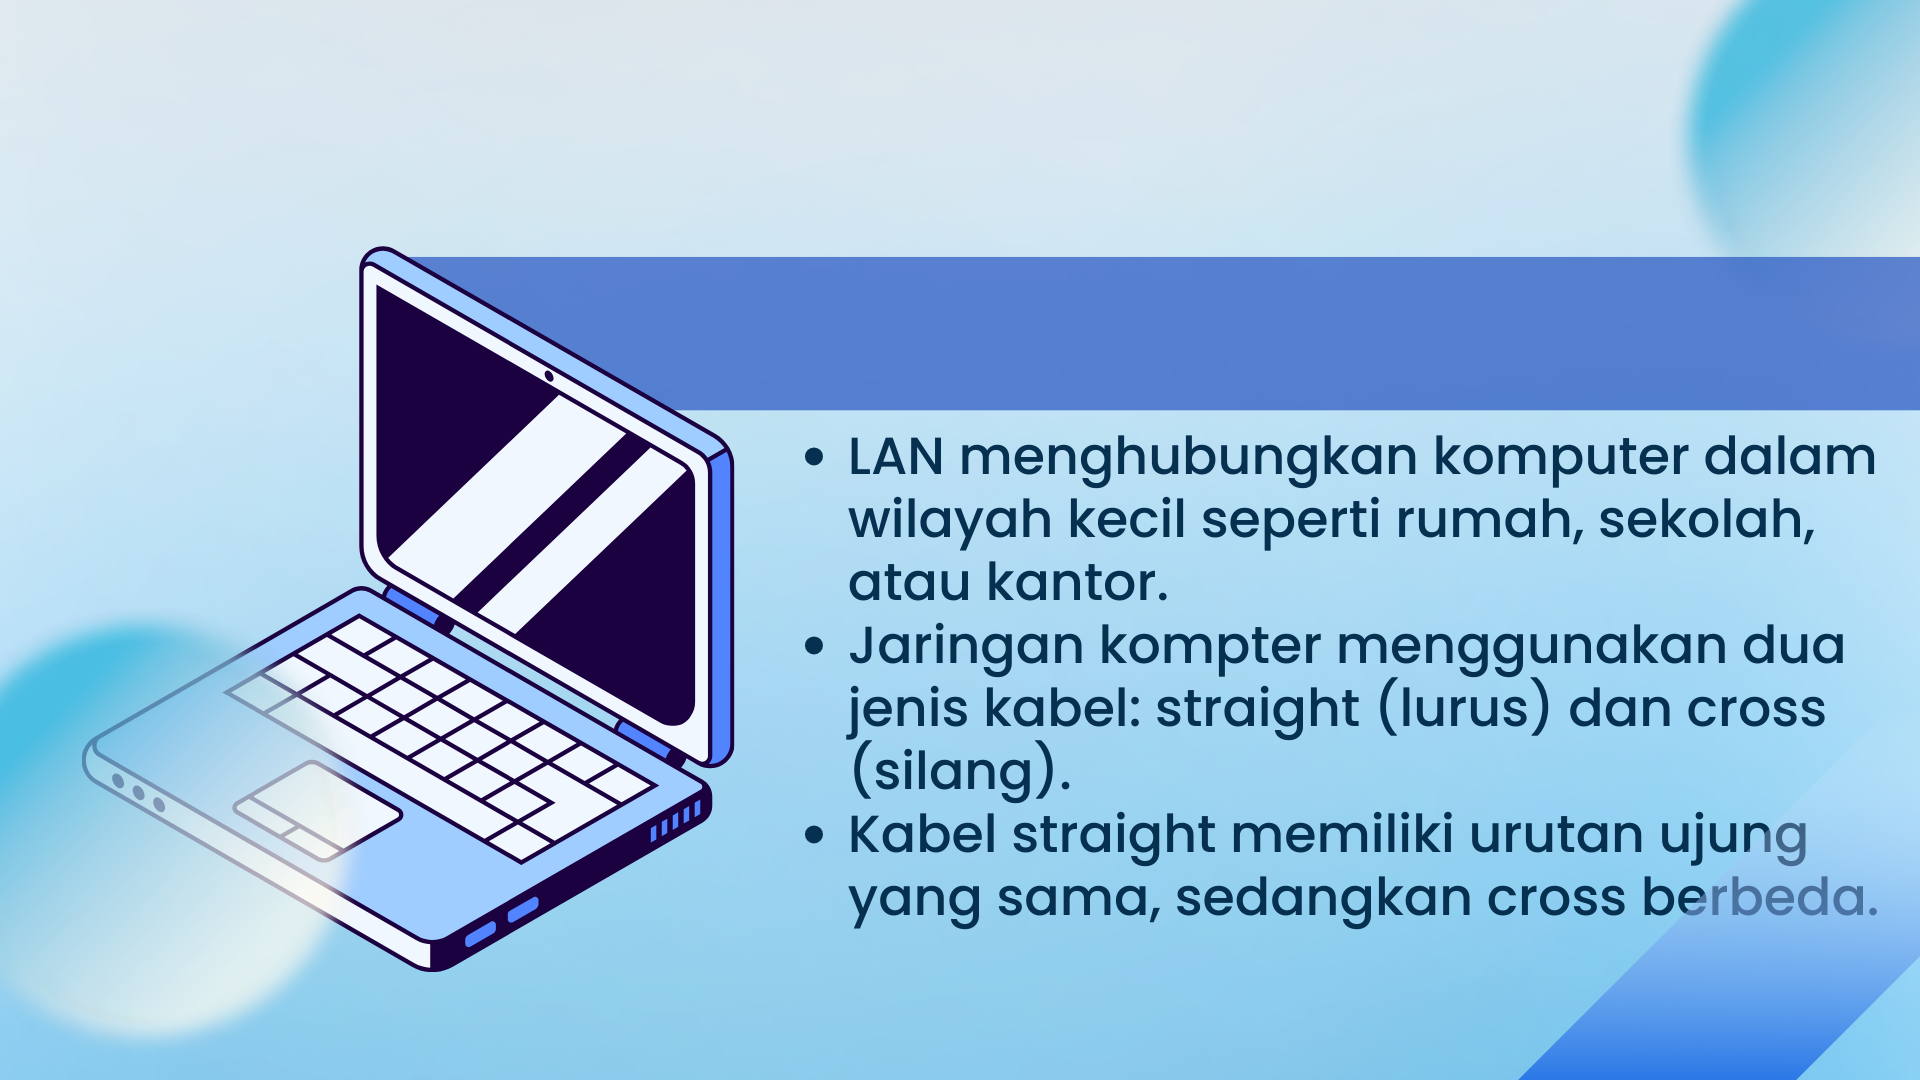 • LAN menghubungkan komputer dalam
wilayah kecil seperti rumah, sekolah,
atau kantor.
• Jaringan kompter menggunakan dua
jenis kabel: straight (lurus) dan cross
(silang).
• Kabel straight memiliki urutan ujung
yang sama, sedangkan cross berbeda.